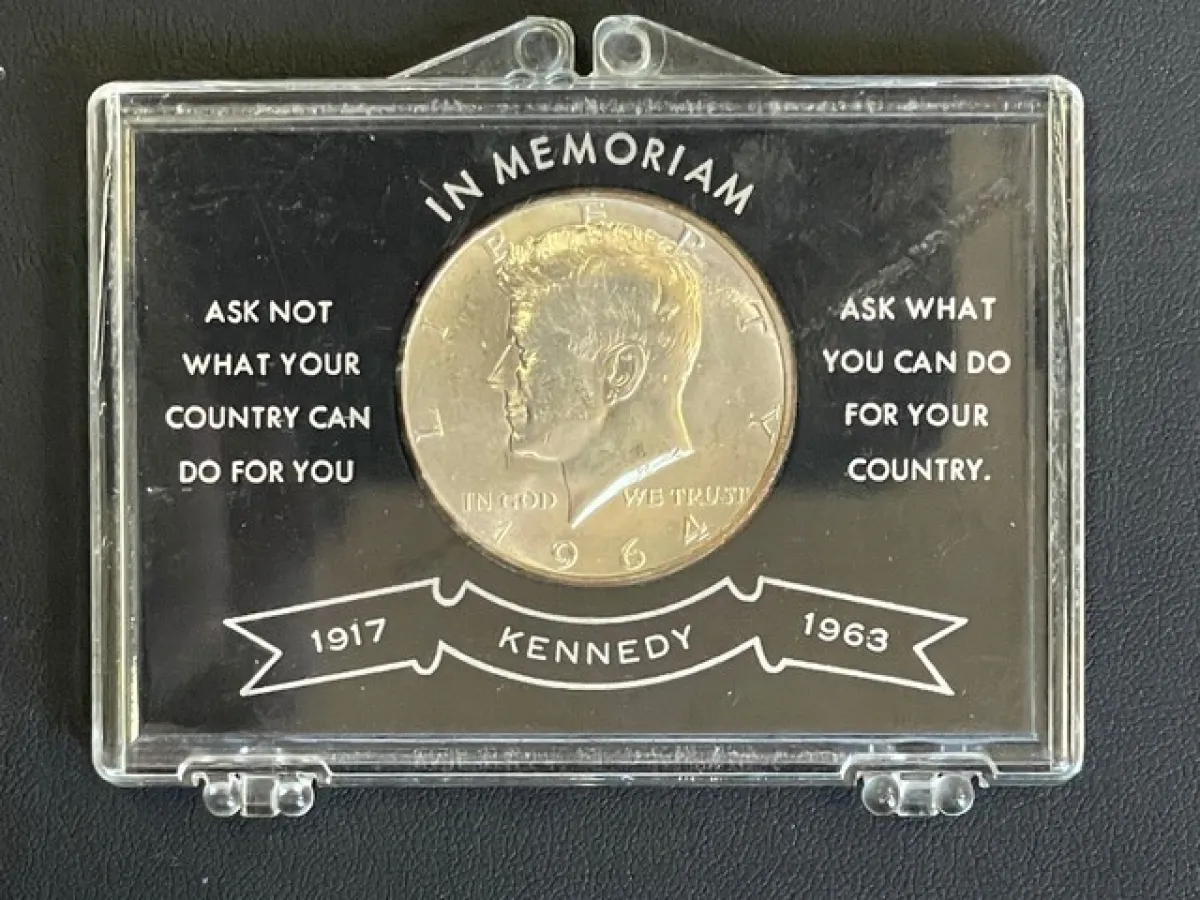 IN MEMORIAM
LIBERTY
ASK NOT
WHAT YOUR
COUNTRY CAN
DO FOR YOU
ASK WHAT
YOU CAN DO
FOR YOUR
COUNTRY.
IN GOD WE TRUST
1964
1917 KENNEDY 1963